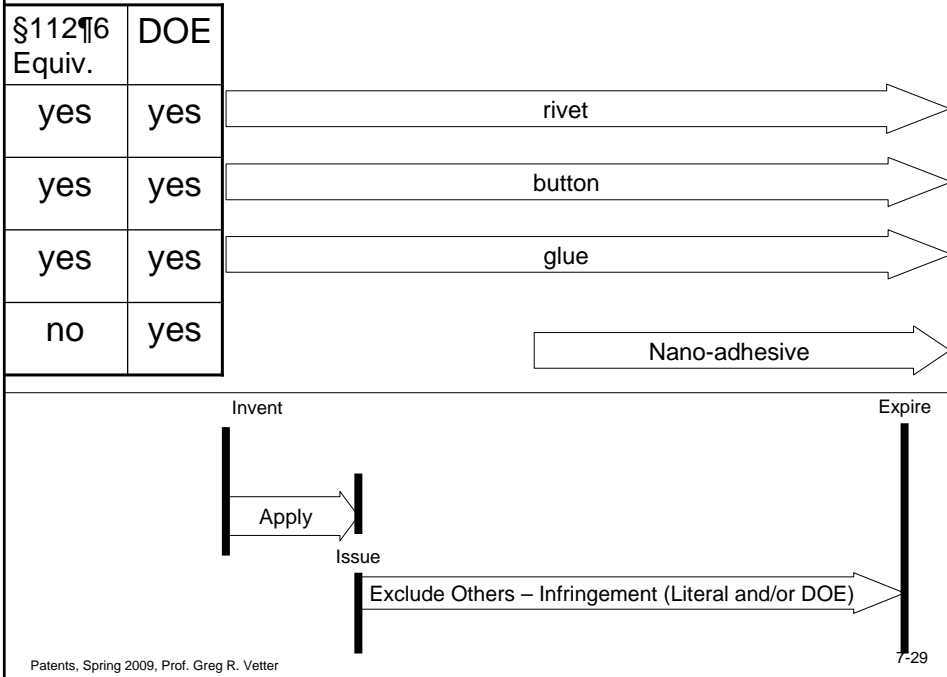 §112¶6 DOE
Equiv.
yes yes rivet
yes yes button
yes yes glue
no yes Nano-adhesive
Invent Expire
Apply
Issue
Exclude Others – Infringement (Literal and/or DOE)
Patents, Spring 2009, Prof. Greg R. Vetter 7-29